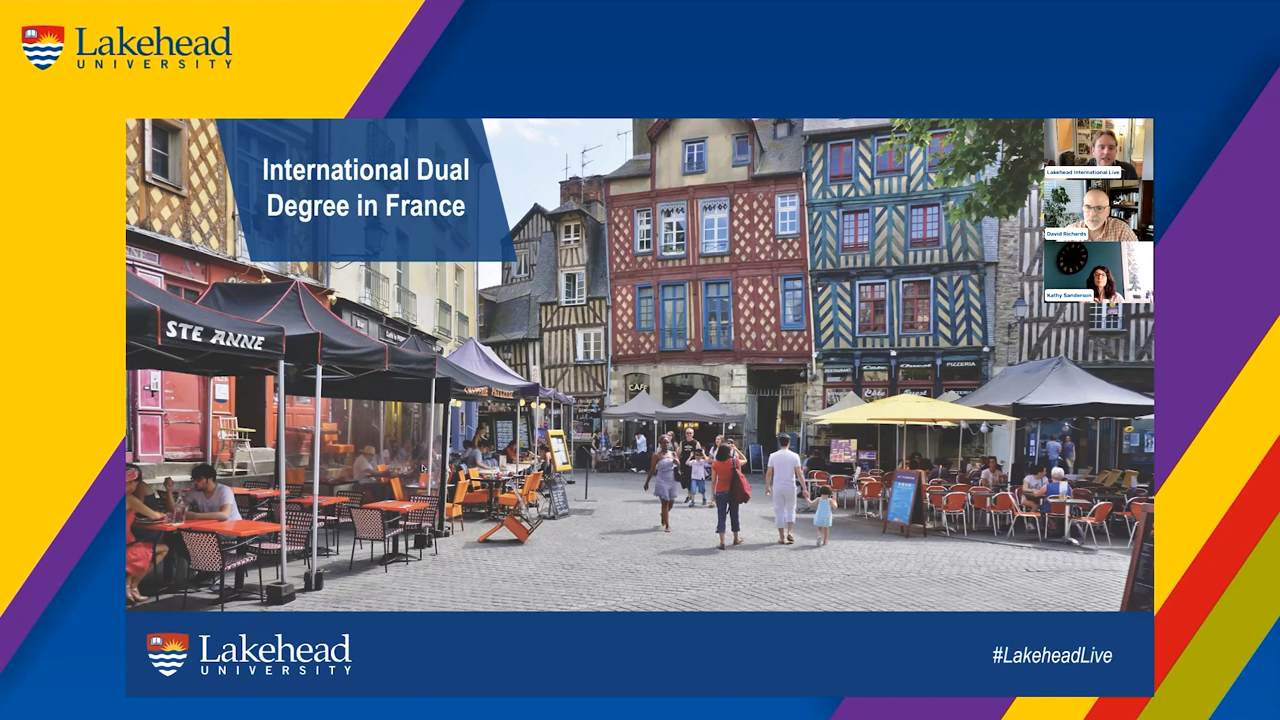 Lakehead
UNIVERSITY
International Dual
Degree in France
Lakehead International Live
David Richards
Kathy Sanderson
STE ANNE
CAFE
PIZZERIA
Lakehead
UNIVERSITY
#LakeheadLive